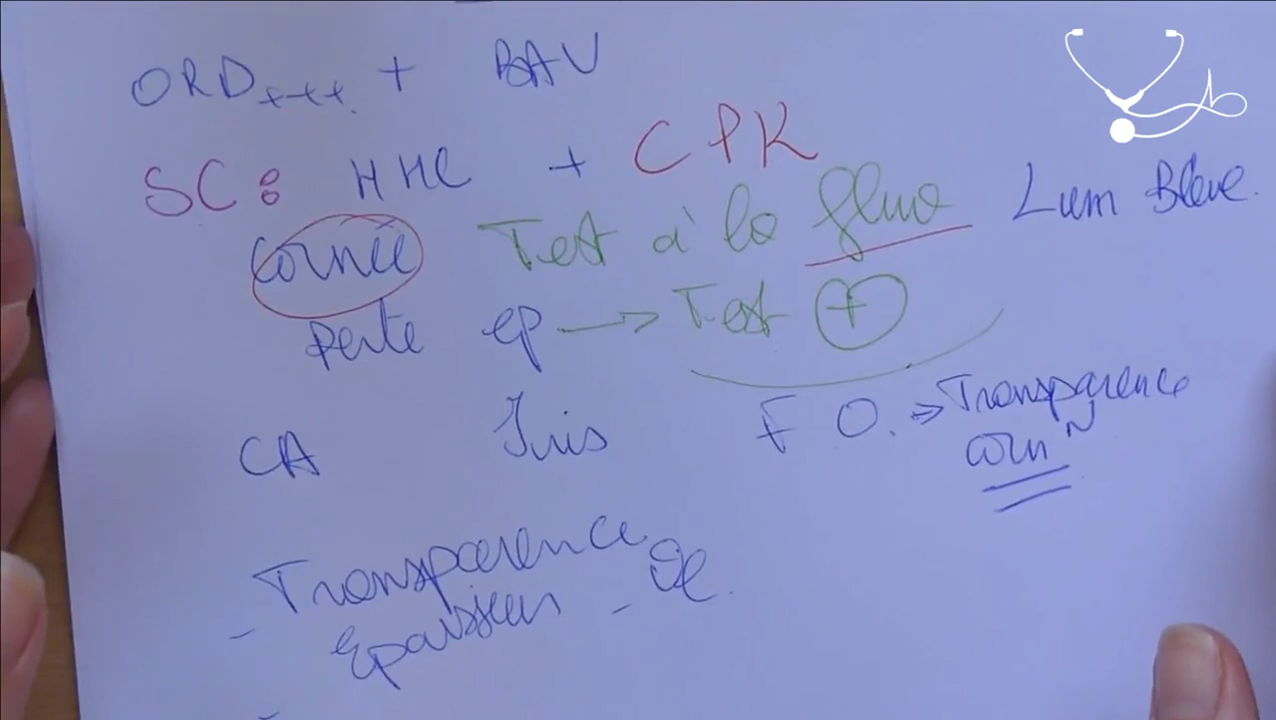 ORD+++. + BAV
SC: HHC + CPK
Cornée Test à la fluo Lum Bleue.
perte ep → Test +
CA Iris F O. => Transparence
corn N
- Transparence
Epaisseur - Oe.